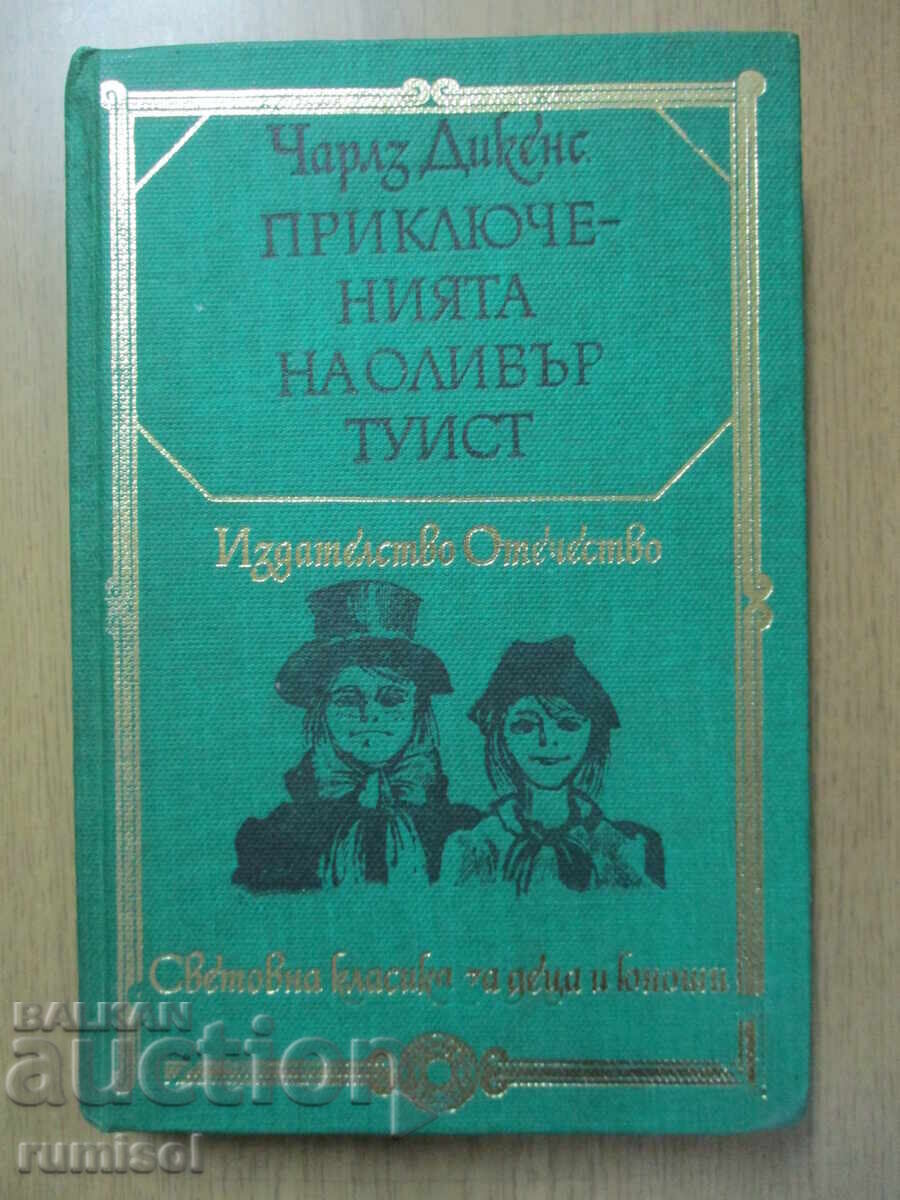 Чарлз Дикенс
ПРИКЛЮЧЕ-
НИЯТА
НА ОЛИВЪР
ТУИСТ
Издателство Отечество
Световна класика за деца и юноши
BALKAN
auction
rumisol